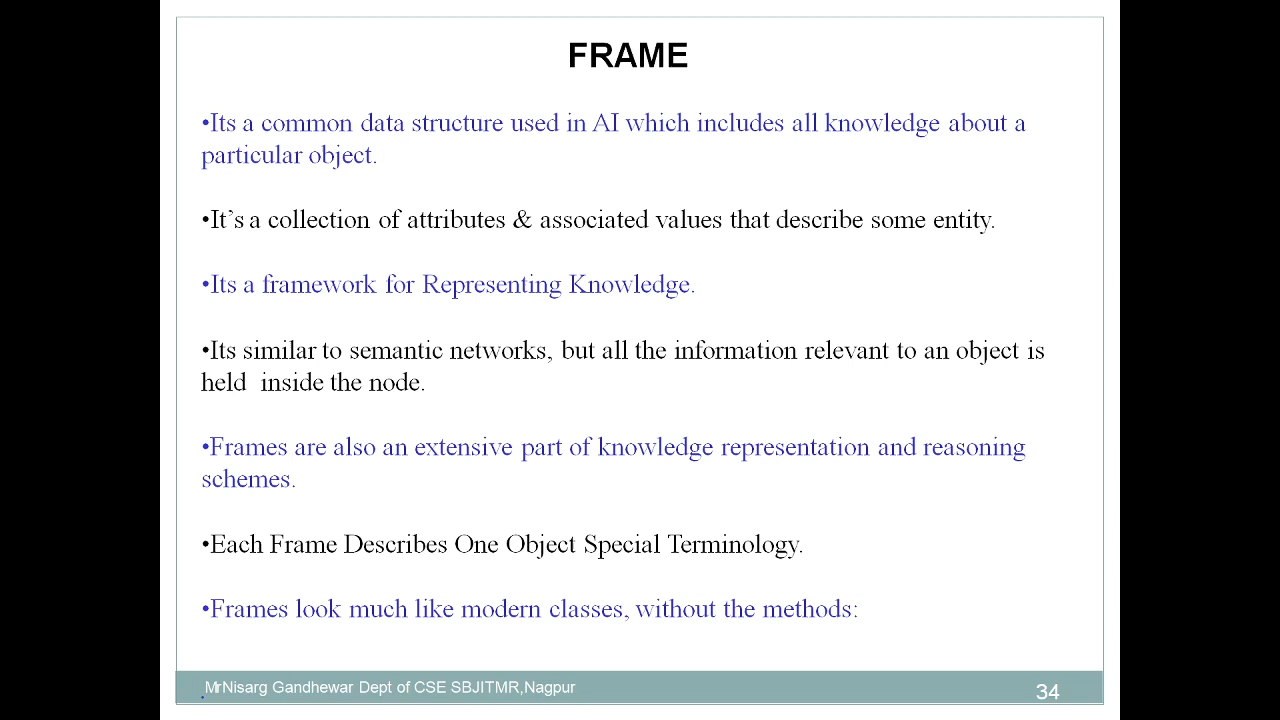 FRAME
•Its a common data structure used in AI which includes all knowledge about a
particular object.
•It’s a collection of attributes & associated values that describe some entity.
•Its a framework for Representing Knowledge.
•Its similar to semantic networks, but all the information relevant to an object is
held  inside the node.
•Frames are also an extensive part of knowledge representation and reasoning
schemes.
•Each Frame Describes One Object Special Terminology.
•Frames look much like modern classes, without the methods:
MrNisarg Gandhewar Dept of CSE SBJITMR,Nagpur
34